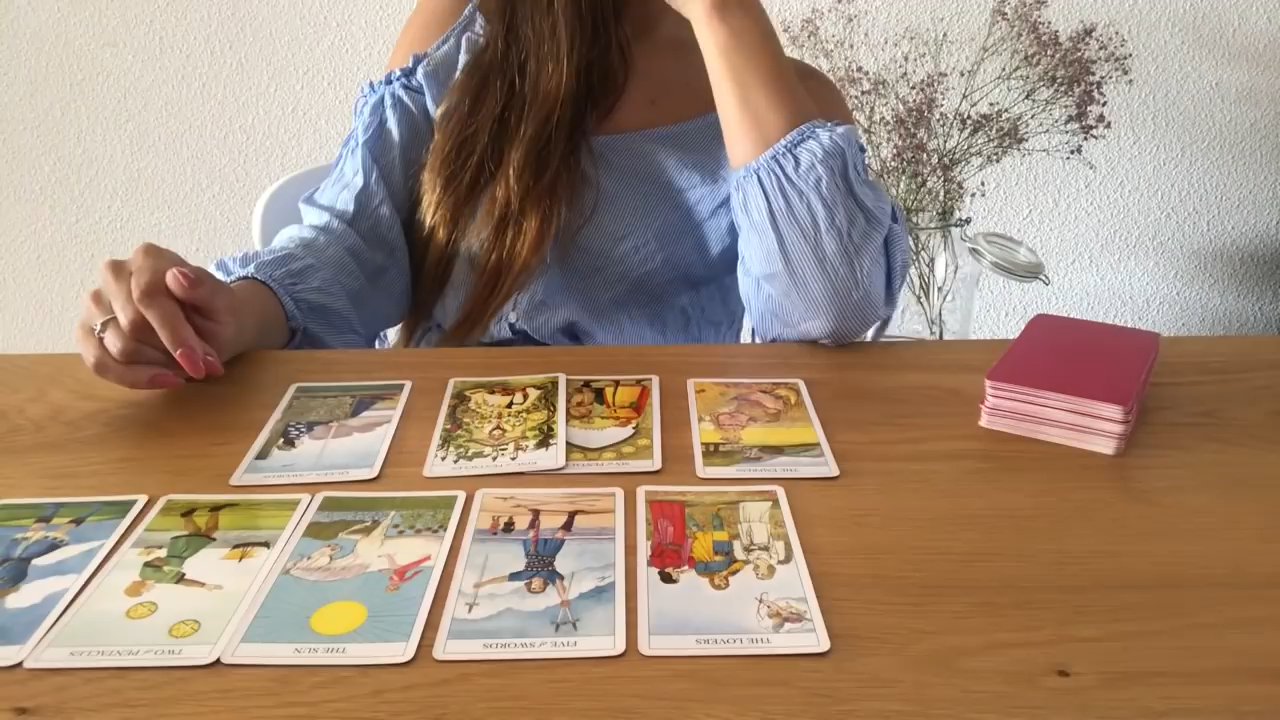 QUEEN of SWORDS
KING of PENTACLES
THE EMPRESS
TWO of PENTACLES
THE SUN
FIVE of SWORDS
THE LOVERS